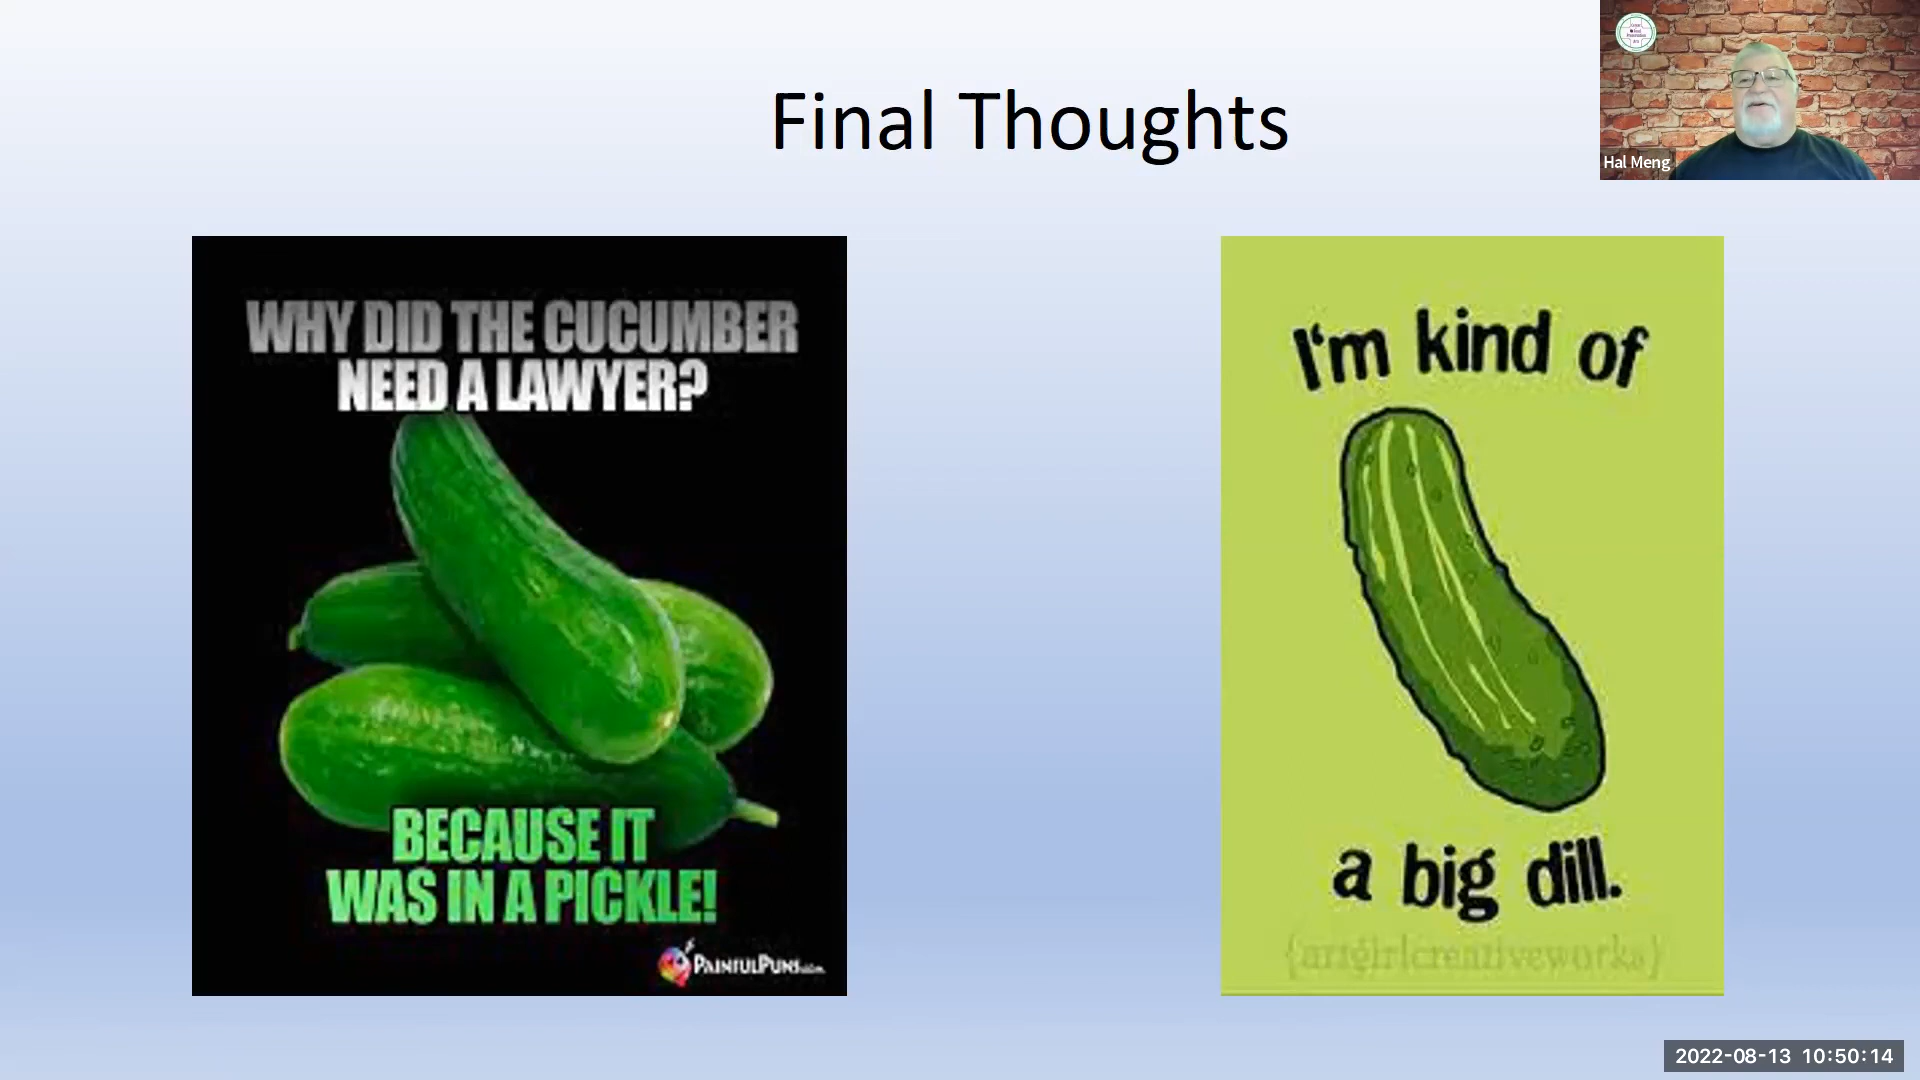 Final Thoughts
Hal Meng
WHY DID THE CUCUMBER
NEED A LAWYER?
BECAUSE IT
WAS IN A PICKLE!
PAINFULPUNS.com
I'm kind of
a big dill.
{artgirlcreativeworks}
2022-08-13 10:50:14